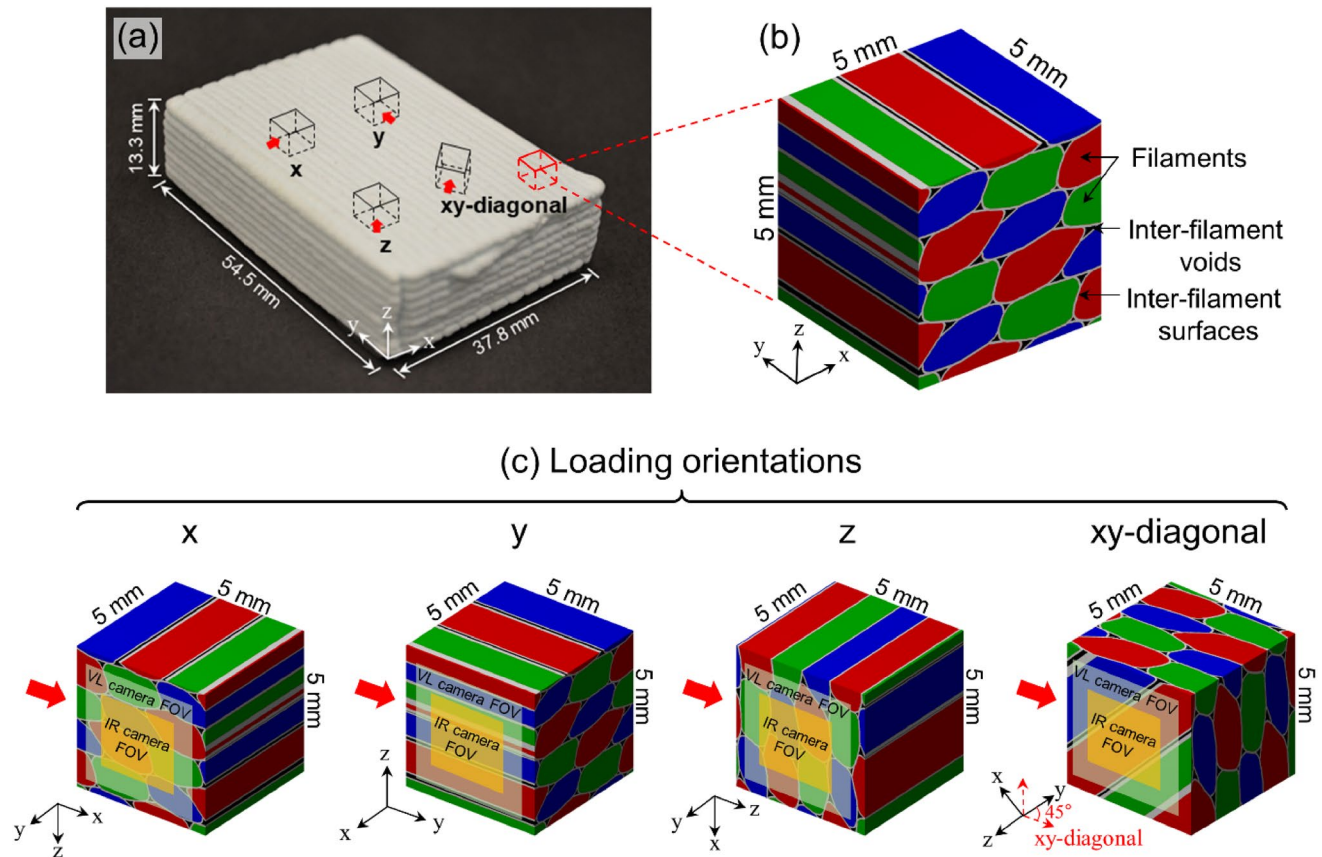 (a)
13.3 mm
54.5 mm
37.8 mm
x
y
z
xy-diagonal
y
z
x
(b)
5 mm
5 mm
5 mm
Filaments
Inter-filament
voids
Inter-filament
surfaces
y
z
x
(c) Loading orientations
x
y
z
xy-diagonal
5 mm
5 mm
VL camera FOV
IR camera
FOV
y
x
z
5 mm
5 mm
5 mm
VL camera FOV
IR camera
FOV
z
x
y
5 mm
5 mm
5 mm
VL camera FOV
IR camera
FOV
y
z
x
5 mm
5 mm
5 mm
VL camera FOV
IR camera
FOV
x
y
45°
z
xy-diagonal